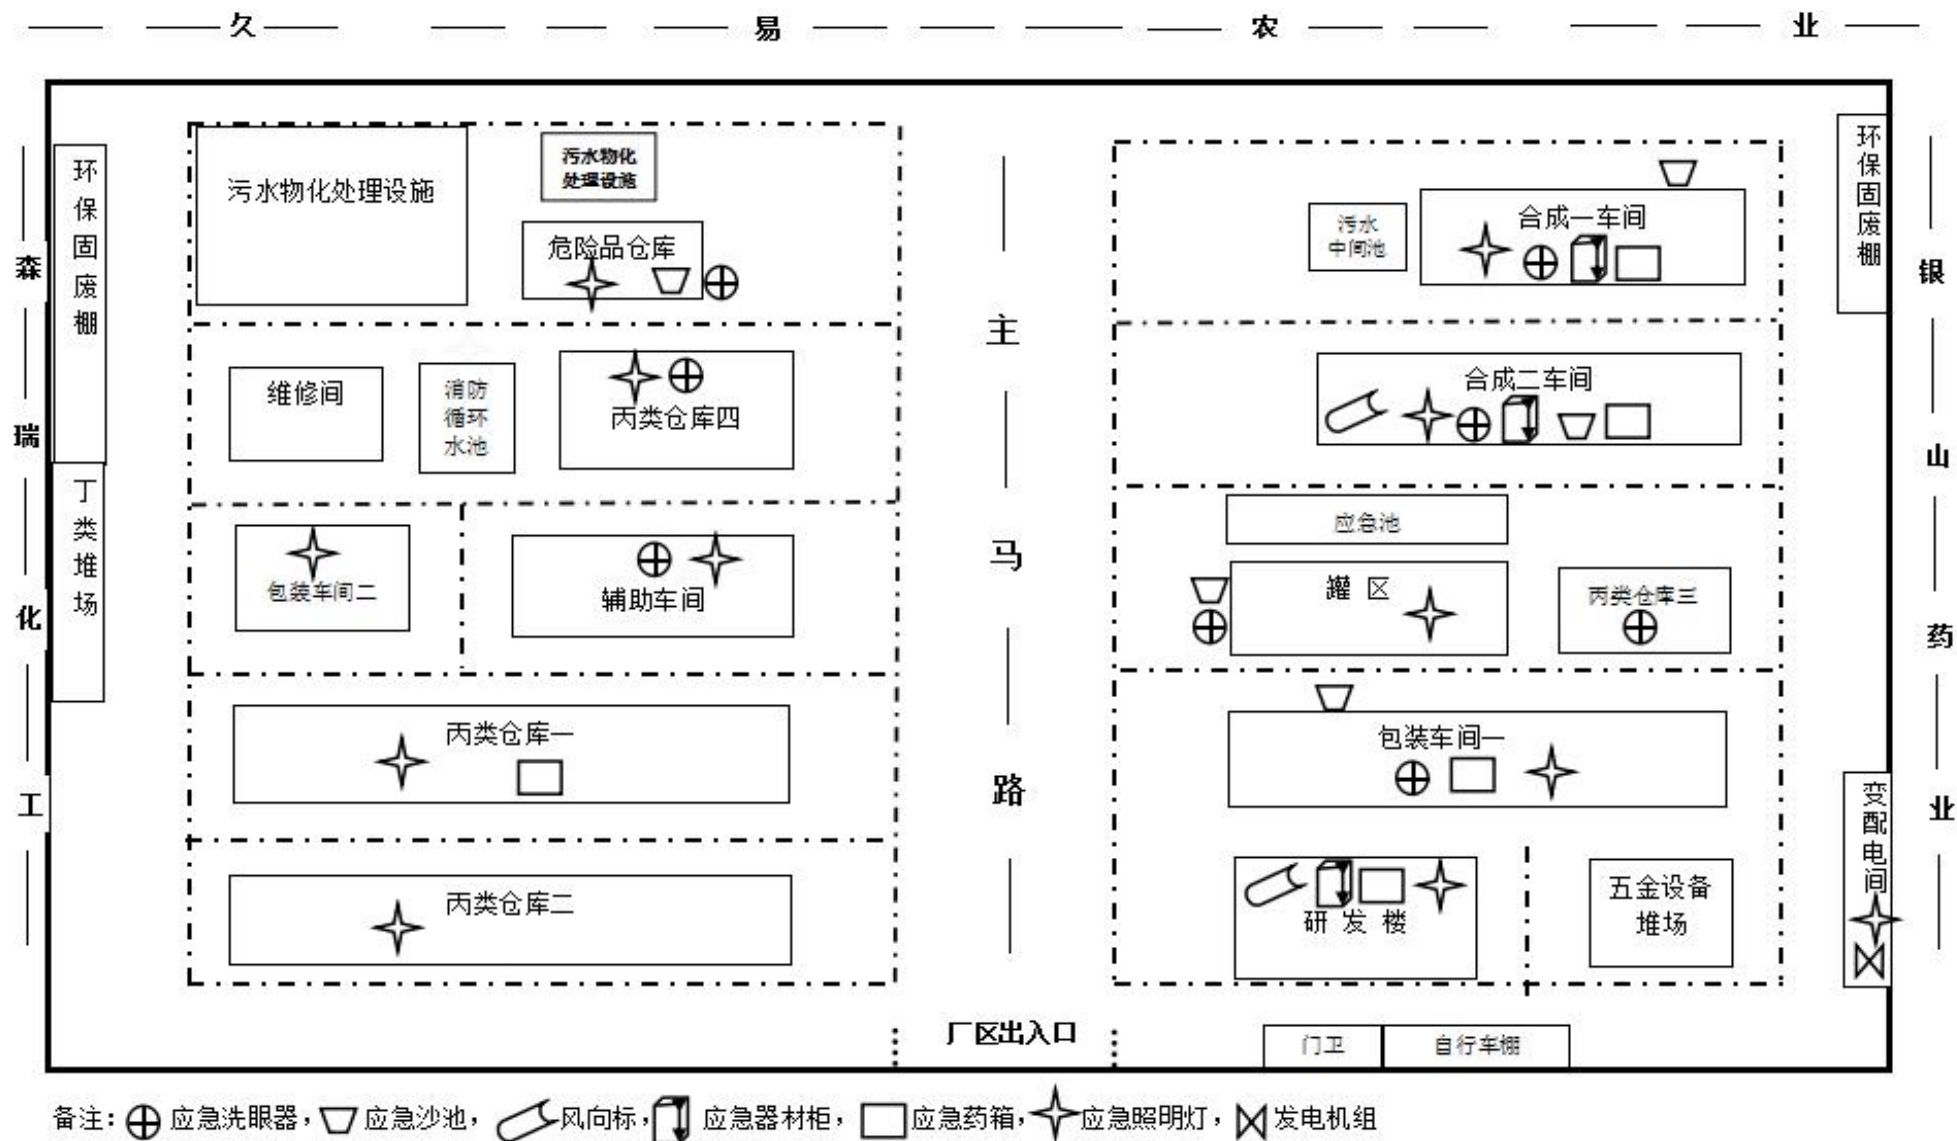 久易农业
森瑞化工
环保固废棚
丁类堆场
污水物化处理设施
污水物化
处理设施
危险品仓库
维修间
消防
循环
水池
丙类仓库四
包装车间二
辅助车间
丙类仓库一
丙类仓库二
主马路
污水
中间池
合成一车间
合成二车间
应急池
罐 区
丙类仓库三
包装车间一
研 发 楼
五金设备
堆场
环保固废棚
变配电间
银山药业
厂区出入口
门卫
自行车棚
备注: 应急洗眼器, 应急沙池, 风向标, 应急器材柜, 应急药箱, 应急照明灯, 发电机组